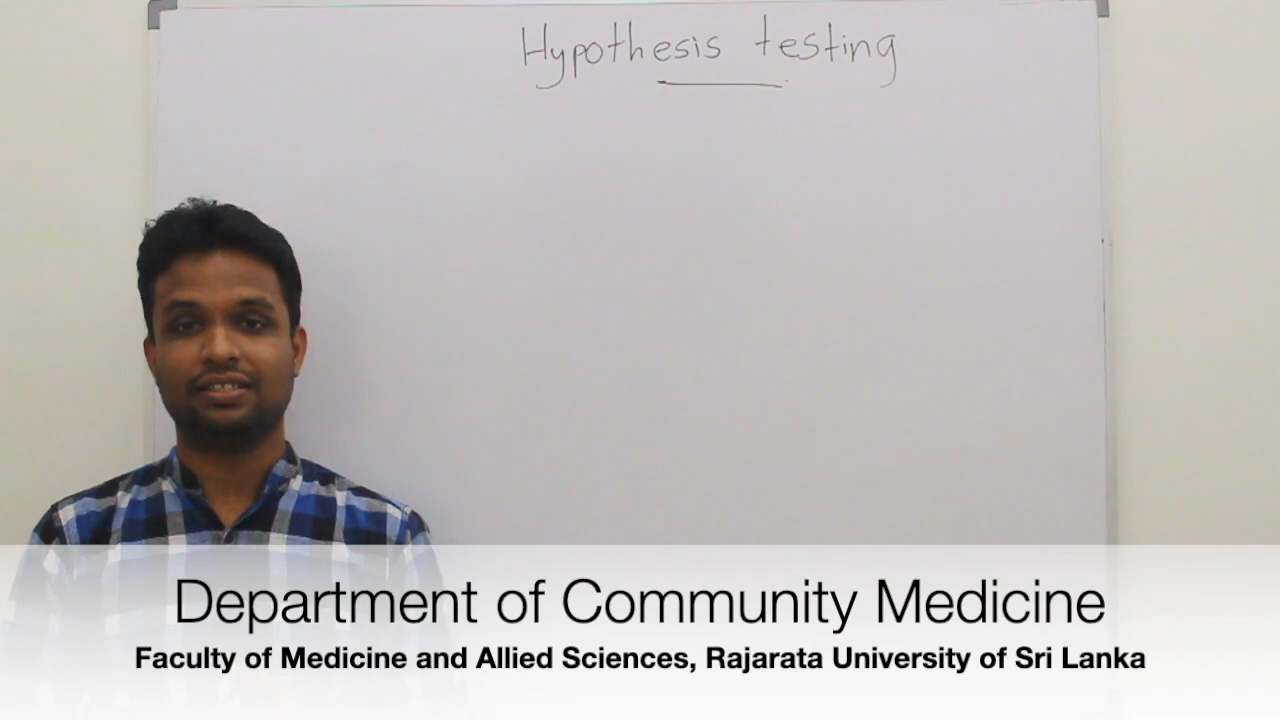 Hypothesis testing
Department of Community Medicine
Faculty of Medicine and Allied Sciences, Rajarata University of Sri Lanka